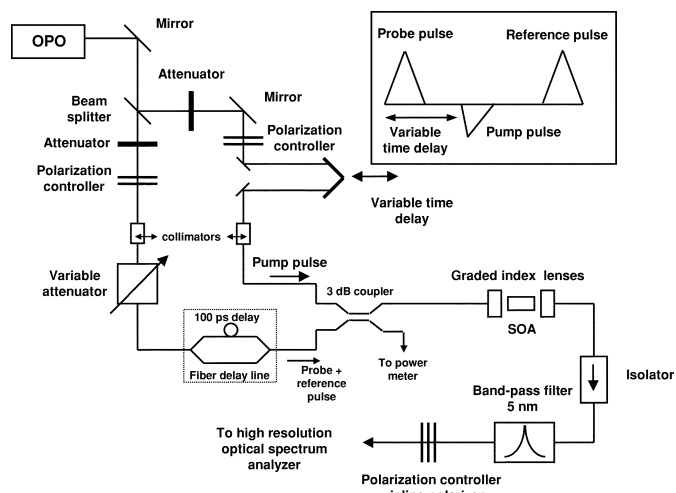 OPO
Mirror
Attenuator
Beam
splitter
Mirror
Attenuator
Polarization
controller
Polarization
controller
Probe pulse
Reference pulse
Variable
time delay
Pump pulse
Variable time
delay
collimators
Variable
attenuator
Pump pulse
3 dB coupler
Graded index lenses
SOA
100 ps delay
Fiber delay line
Probe +
reference
pulse
To power
meter
Isolator
Band-pass filter
5 nm
To high resolution
optical spectrum
analyzer
Polarization controller